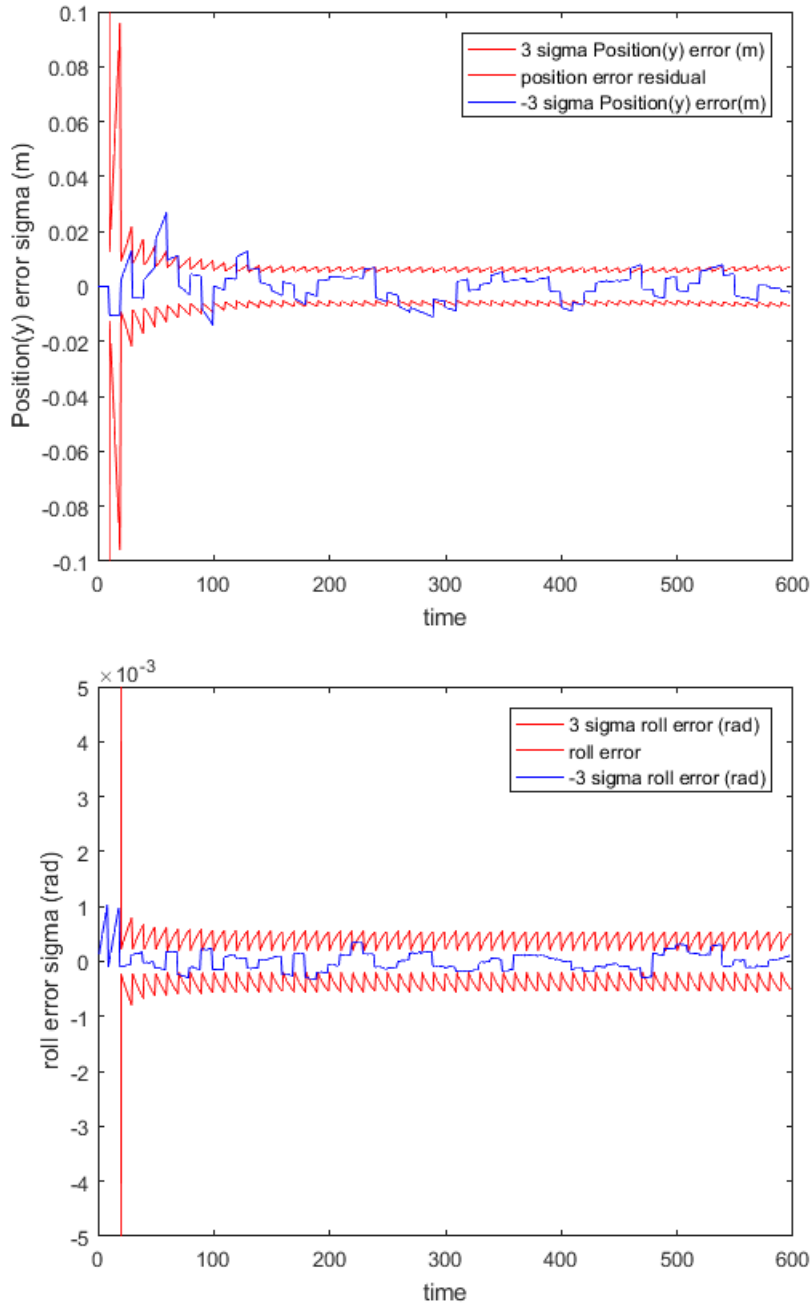 3 sigma Position(y) error (m)
position error residual
-3 sigma Position(y) error(m)
Position(y) error sigma (m)
0.1
0.08
0.06
0.04
0.02
0
-0.02
-0.04
-0.06
-0.08
-0.1
0 100 200 300 400 500 600
time
×10⁻³
3 sigma roll error (rad)
roll error
-3 sigma roll error (rad)
roll error sigma (rad)
5
4
3
2
1
0
-1
-2
-3
-4
-5
0 100 200 300 400 500 600
time